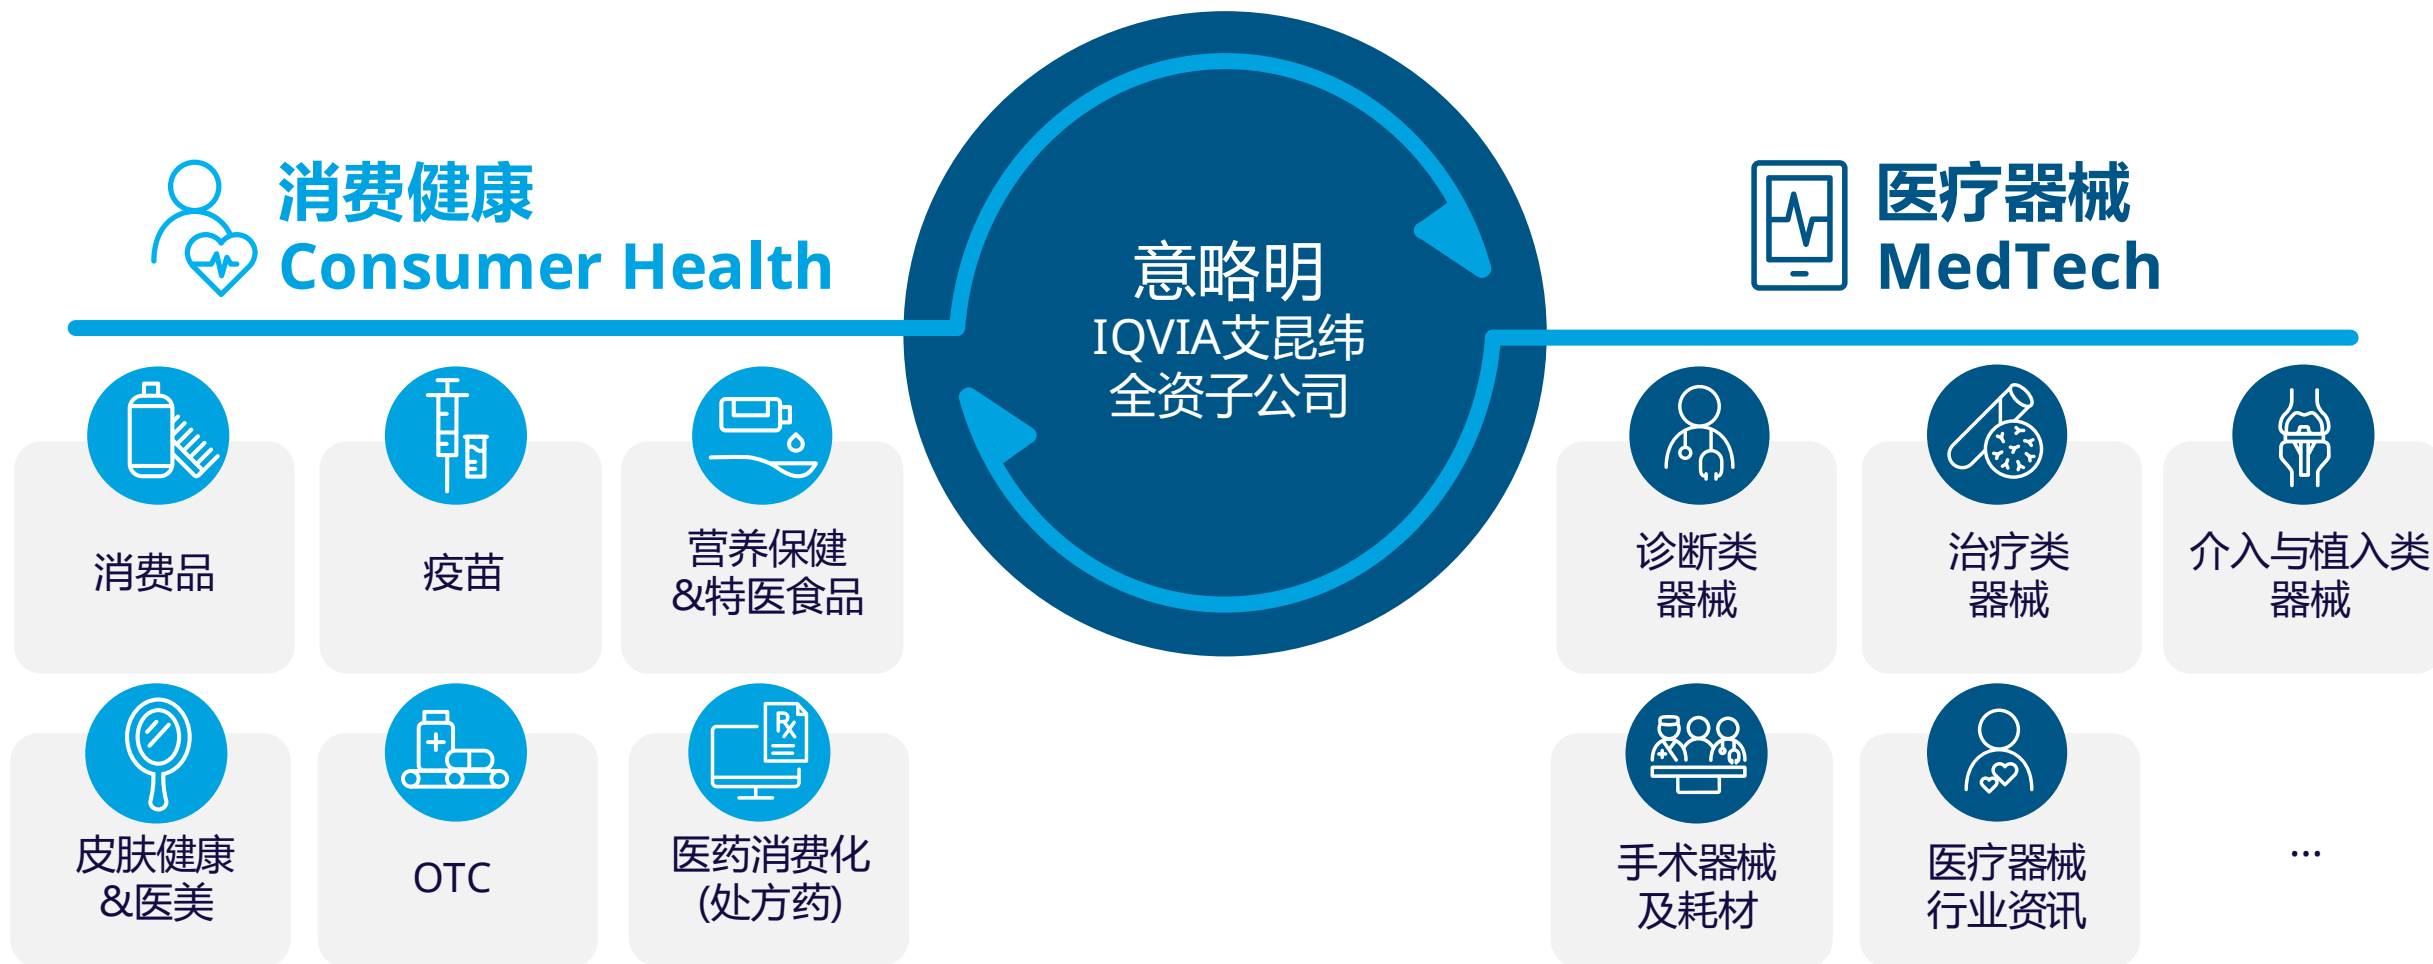 消费健康
Consumer Health
意略明
IQVIA艾昆纬
全资子公司
医疗器械
MedTech
消费品
疫苗
营养保健
&特医食品
诊断类
器械
治疗类
器械
介入与植入类
器械
皮肤健康
&医美
OTC
Rx
医药消费化
(处方药)
手术器械
及耗材
医疗器械
行业资讯
...